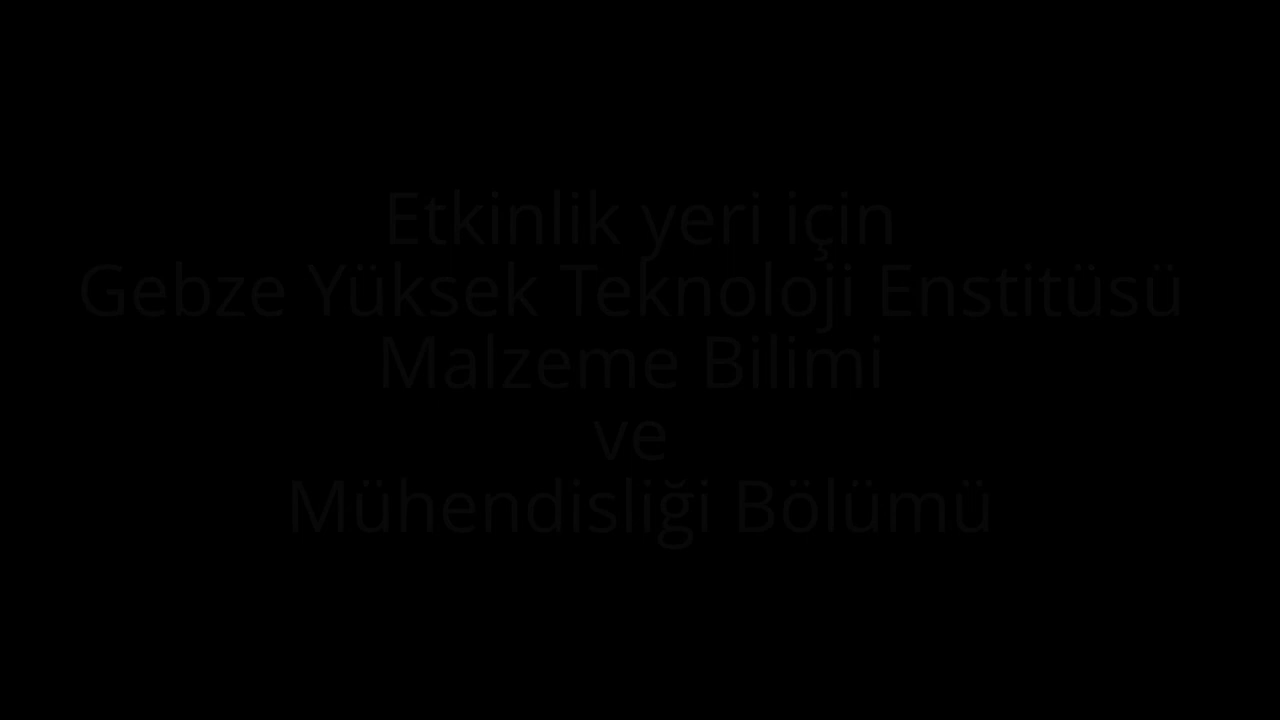 Etkinlik yeri için
Gebze Yüksek Teknoloji Enstitüsü
Malzeme Bilimi
ve
Mühendisliği Bölümü